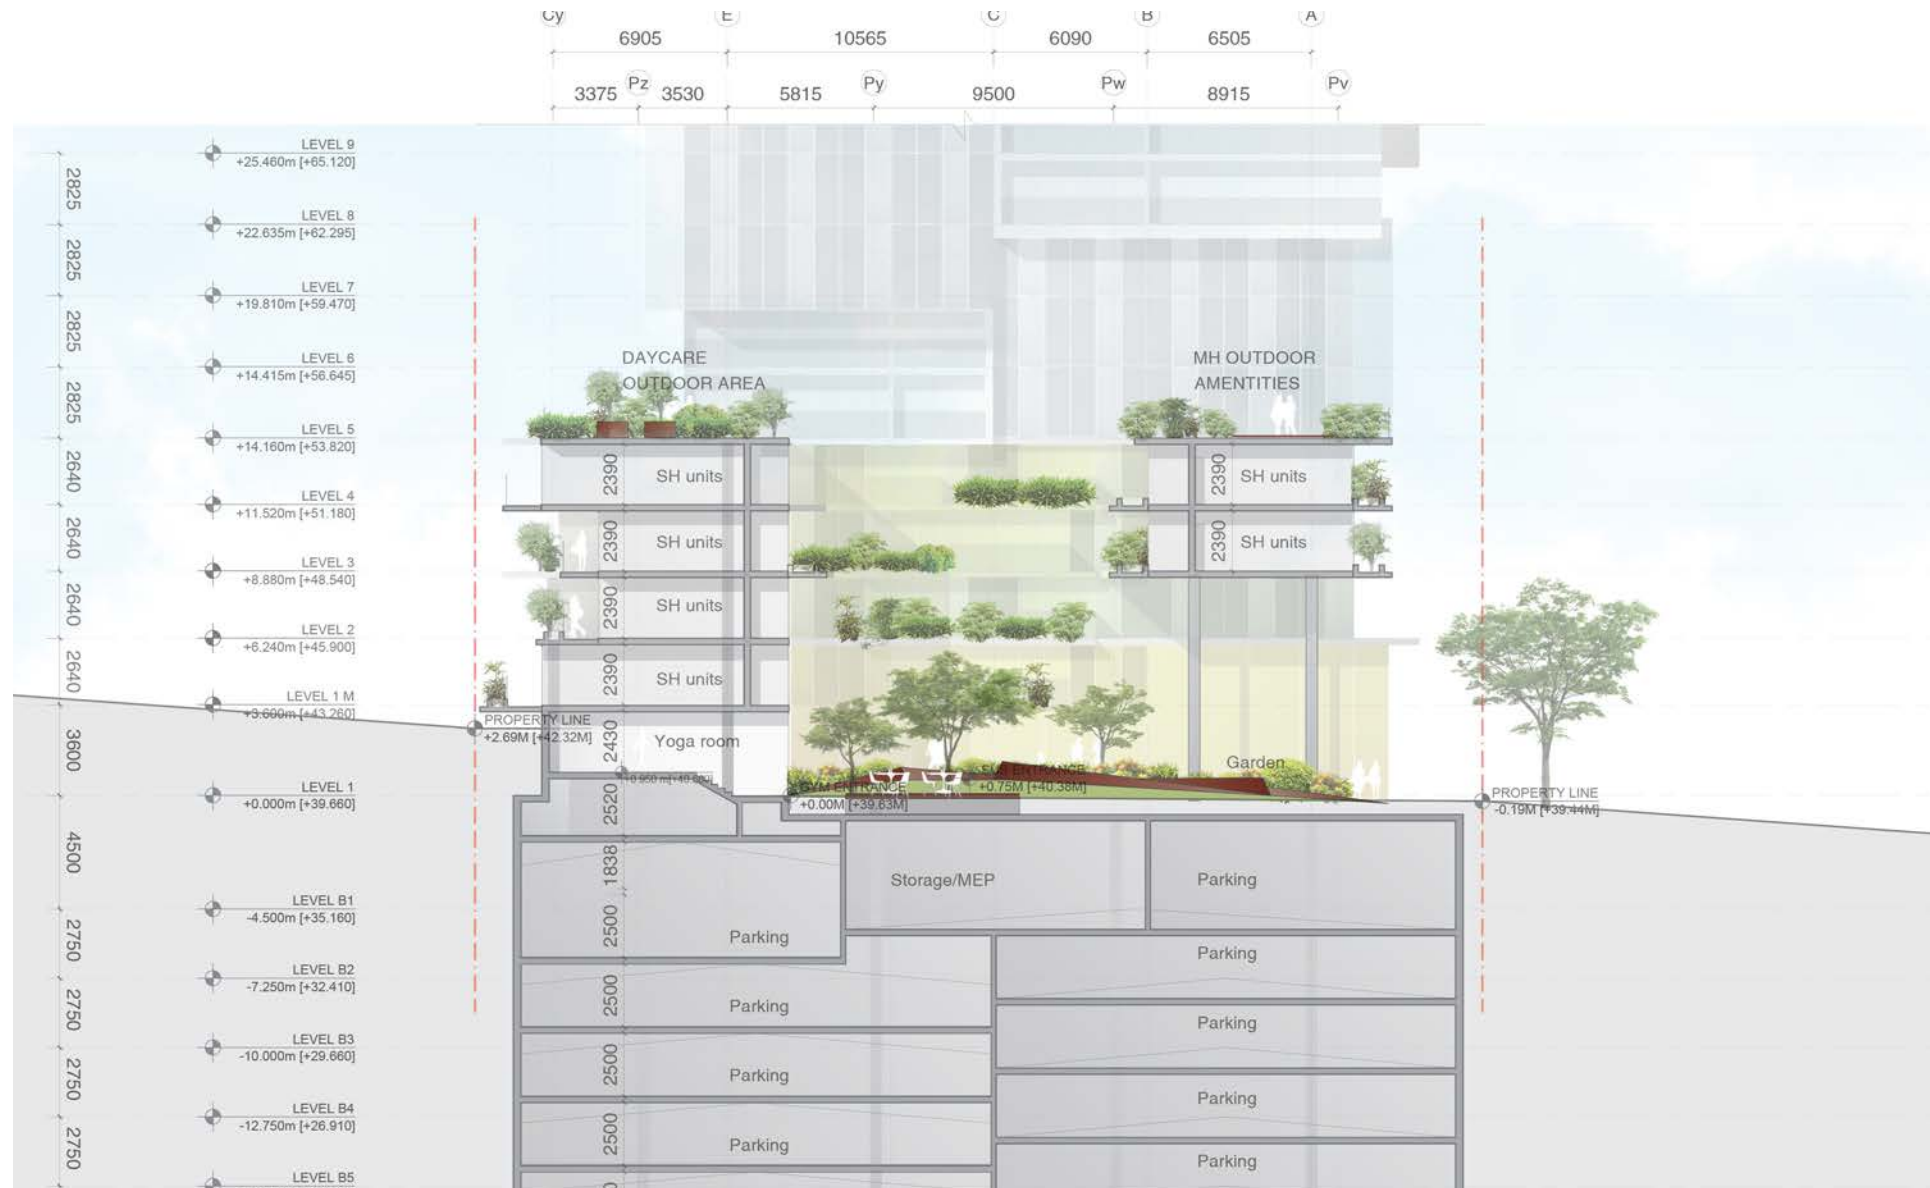 Cy E C B A
6905 10565 6090 6505
Pz Py Pw Pv
3375 3530 5815 9500 8915
LEVEL 9
+25.460m [+65.120]
2825
LEVEL 8
+22.635m [+62.295]
2825
LEVEL 7
+19.810m [+59.470]
2825
LEVEL 6
+14.415m [+56.645]
2825
LEVEL 5
+14.160m [+53.820]
2640
LEVEL 4
+11.520m [+51.180]
2640
LEVEL 3
+8.880m [+48.540]
2640
LEVEL 2
+6.240m [+45.900]
2640
LEVEL 1 M
+3.600m [+43.260]
3600
LEVEL 1
+0.000m [+39.660]
4500
LEVEL B1
-4.500m [+35.160]
2750
LEVEL B2
-7.250m [+32.410]
2750
LEVEL B3
-10.000m [+29.660]
2750
LEVEL B4
-12.750m [+26.910]
2750
LEVEL B5
DAYCARE
OUTDOOR AREA
MH OUTDOOR
AMENTITIES
2390 SH units
2390 SH units
2390 SH units
2390 SH units
2390 SH units
2390 SH units
PROPERTY LINE
+2.69M [+42.32M]
2430
Yoga room
2520
GYM ENTRANCE
+0.00M [+39.63M]
ENTRANCE
+0.75M [+40.38M]
Garden
PROPERTY LINE
-0.19M [+39.44M]
1838
Storage/MEP
Parking
2500
Parking
Parking
2500
Parking
Parking
2500
Parking
Parking
2500
Parking
Parking